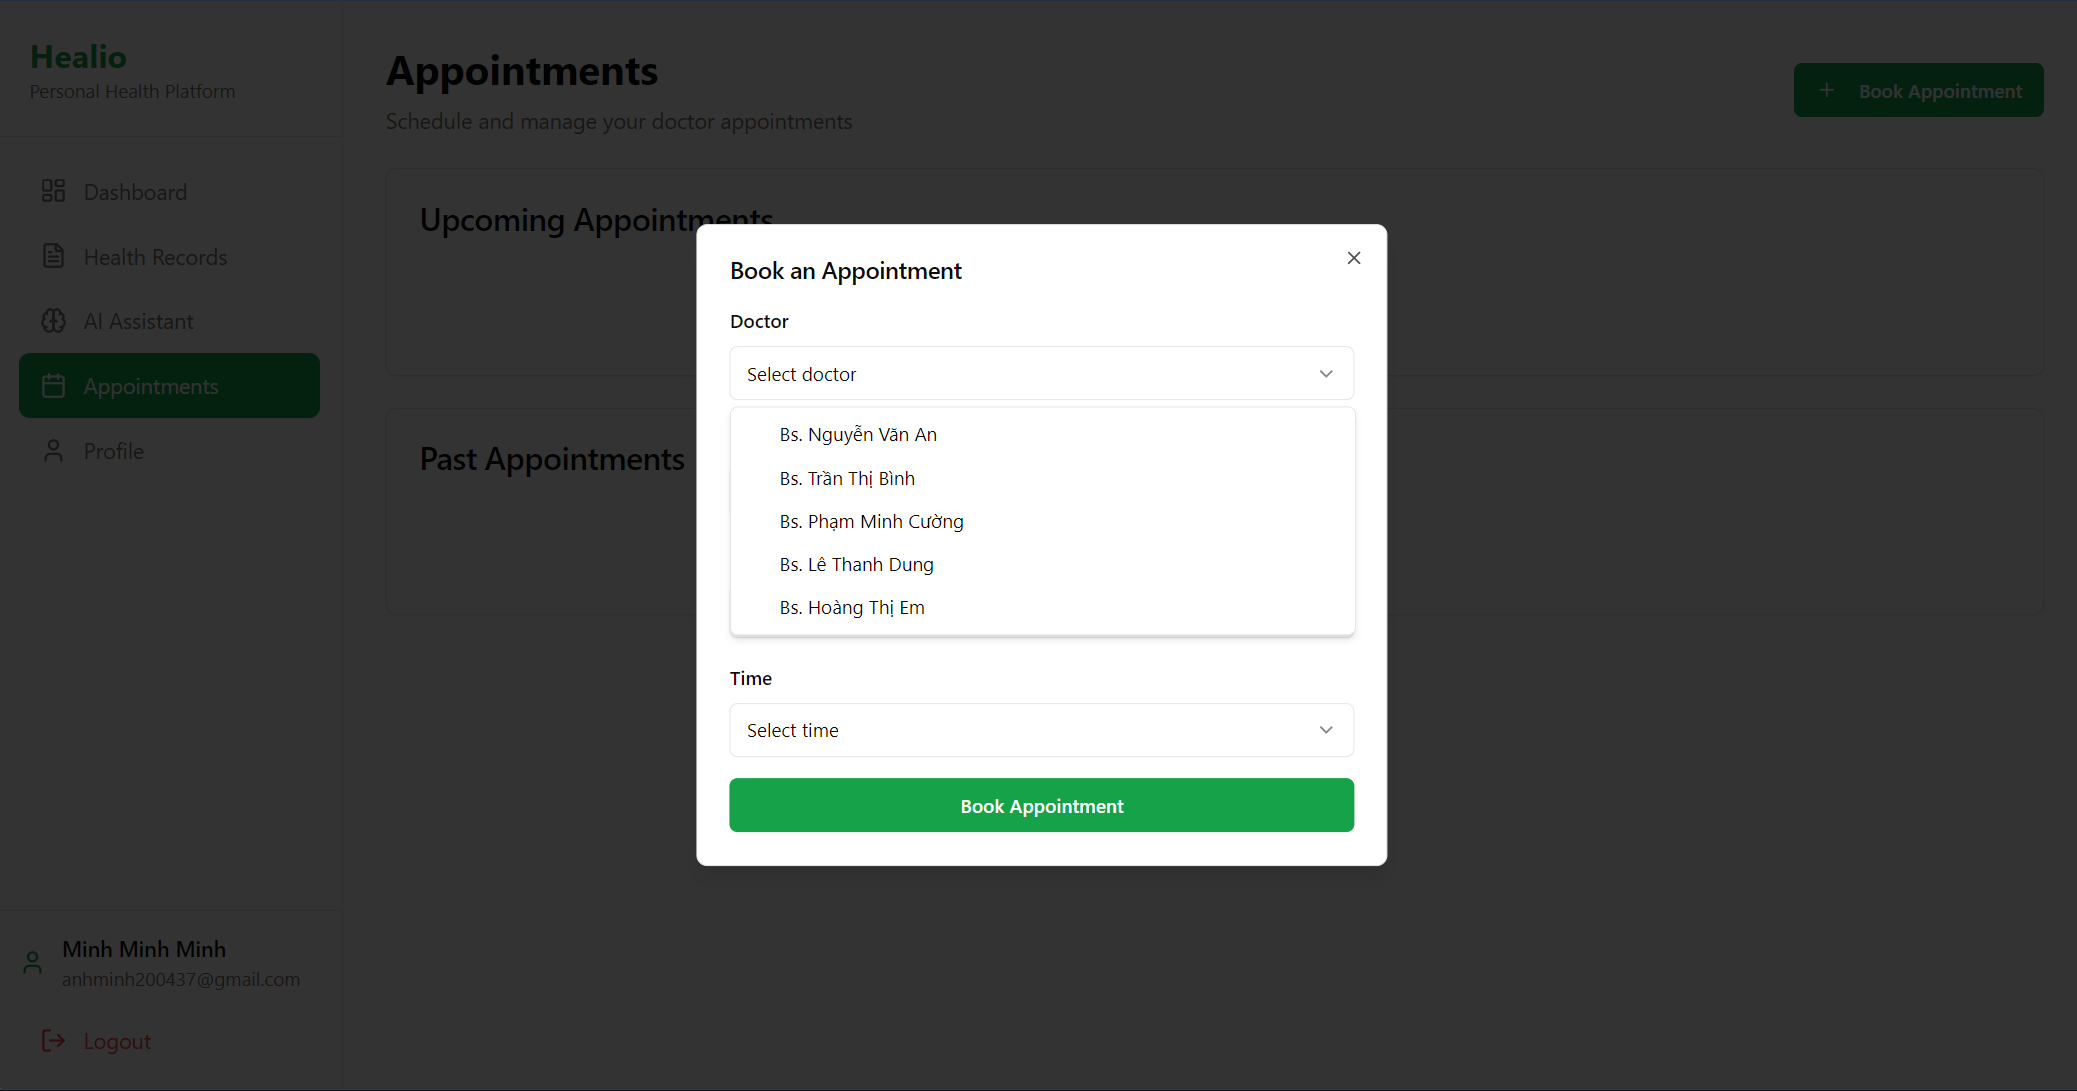 Healio
Personal Health Platform
Dashboard
Health Records
AI Assistant
Appointments
Profile
Minh Minh Minh
anhminh200437@gmail.com
Logout
Appointments
Schedule and manage your doctor appointments
Book Appointment
Upcoming Appointments
Past Appointments
Book an Appointment
Doctor
Select doctor
Bs. Nguyễn Văn An
Bs. Trần Thị Bình
Bs. Phạm Minh Cường
Bs. Lê Thanh Dung
Bs. Hoàng Thị Em
Time
Select time
Book Appointment